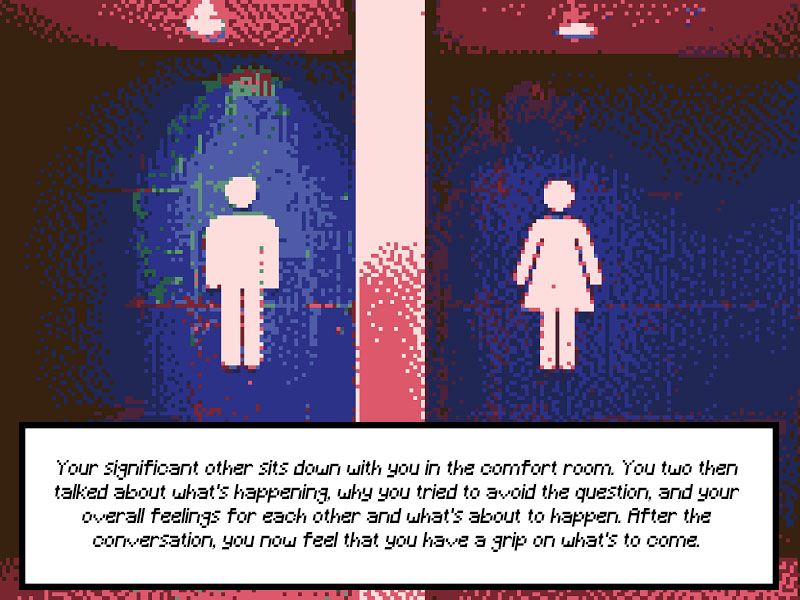 Your significant other sits down with you in the comfort room. You two then
talked about what's happening, why you tried to avoid the question, and your
overall feelings for each other and what's about to happen. After the
conversation, you now feel that you have a grip on what's to come.